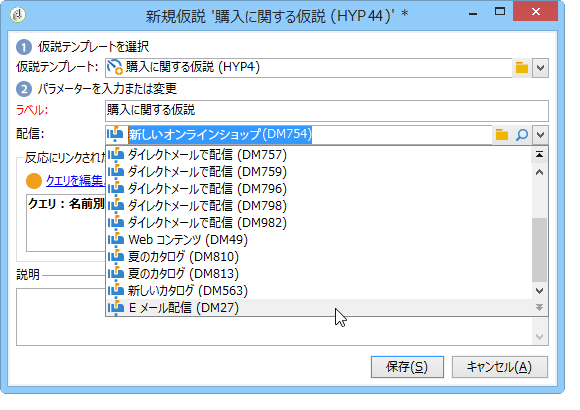 新規仮説 '購入に関する仮説 (HYP44)' *
1 仮説テンプレートを選択
仮説テンプレート: 購入に関する仮説 (HYP4)
2 パラメーターを入力または変更
ラベル: 購入に関する仮説
配信: 新しいオンラインショップ(DM754)
反応にリンクされた
ダイレクトメールで配信 (DM757)
ダイレクトメールで配信 (DM759)
クエリを編集
ダイレクトメールで配信 (DM796)
クエリ：名前別
ダイレクトメールで配信 (DM798)
ダイレクトメールで配信 (DM982)
Web コンテンツ (DM49)
夏のカタログ (DM810)
説明
夏のカタログ (DM813)
新しいカタログ (DM563)
E メール配信 (DM27)
保存(S) キャンセル(A)